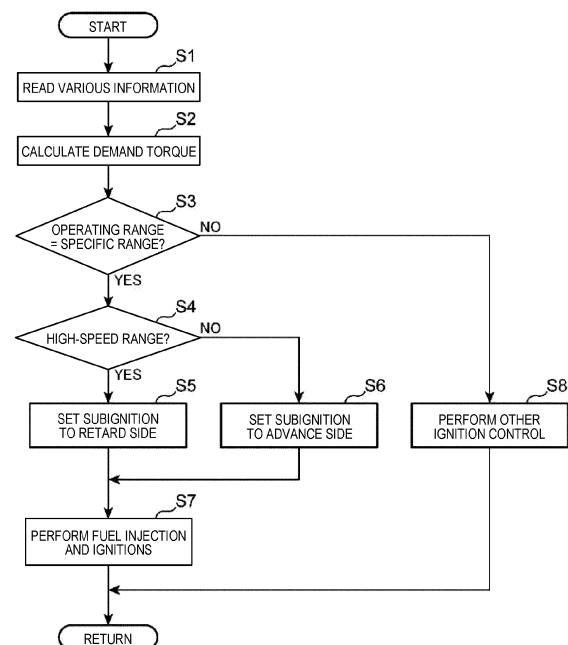 START
S1
READ VARIOUS INFORMATION
S2
CALCULATE DEMAND TORQUE
S3
OPERATING RANGE
= SPECIFIC RANGE?
NO
YES
S4
HIGH-SPEED RANGE?
NO
YES
S5
SET SUBIGNITION
TO RETARD SIDE
S6
SET SUBIGNITION
TO ADVANCE SIDE
S8
PERFORM OTHER
IGNITION CONTROL
S7
PERFORM FUEL INJECTION
AND IGNITIONS
RETURN